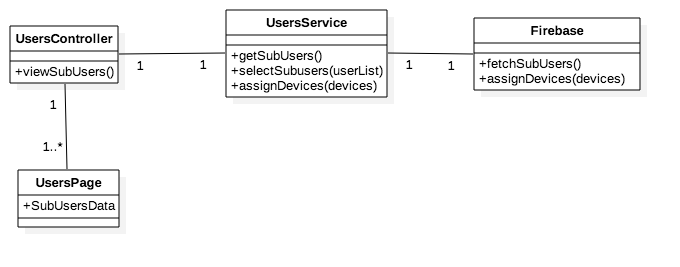 UsersController
+viewSubUsers()
UsersService
+getSubUsers()
+selectSubusers(userList)
+assignDevices(devices)
Firebase
+fetchSubUsers()
+assignDevices(devices)
1
1
1
1
1
1..*
UsersPage
+SubUsersData